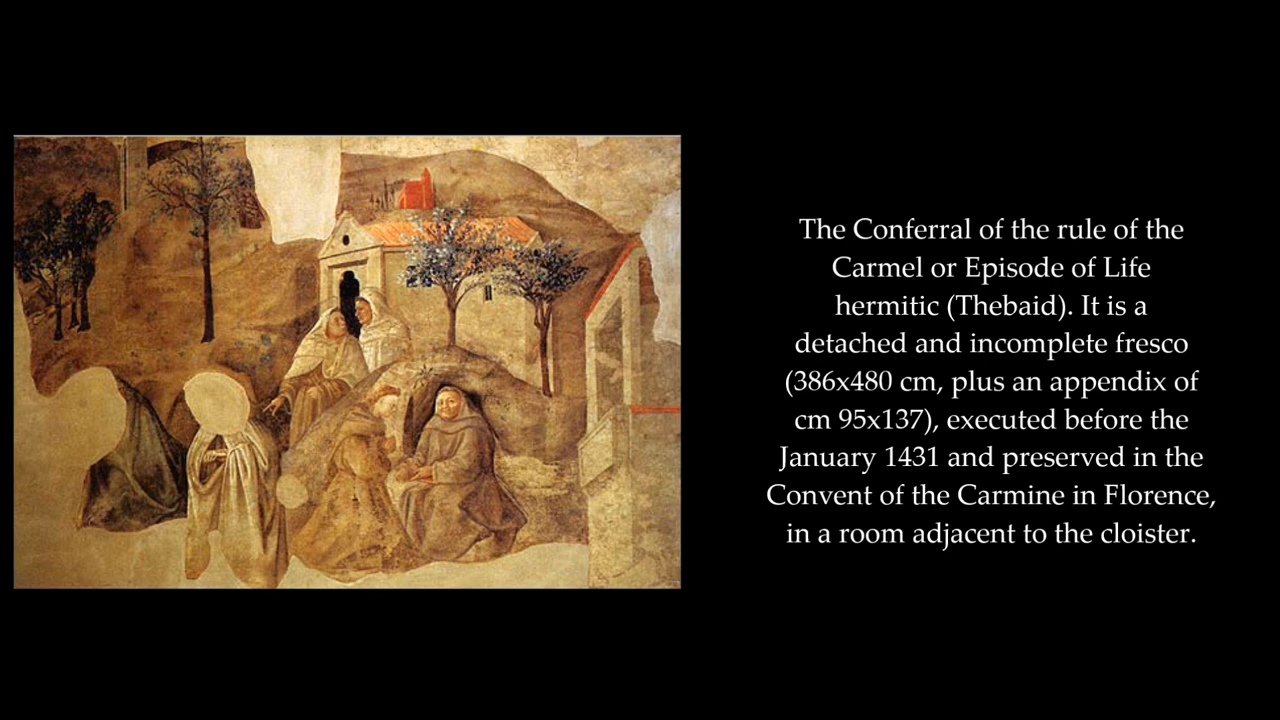 The Conferral of the rule of the
Carmel or Episode of Life
hermitic (Thebaid). It is a
detached and incomplete fresco
(386x480 cm, plus an appendix of
cm 95x137), executed before the
January 1431 and preserved in the
Convent of the Carmine in Florence,
in a room adjacent to the cloister.